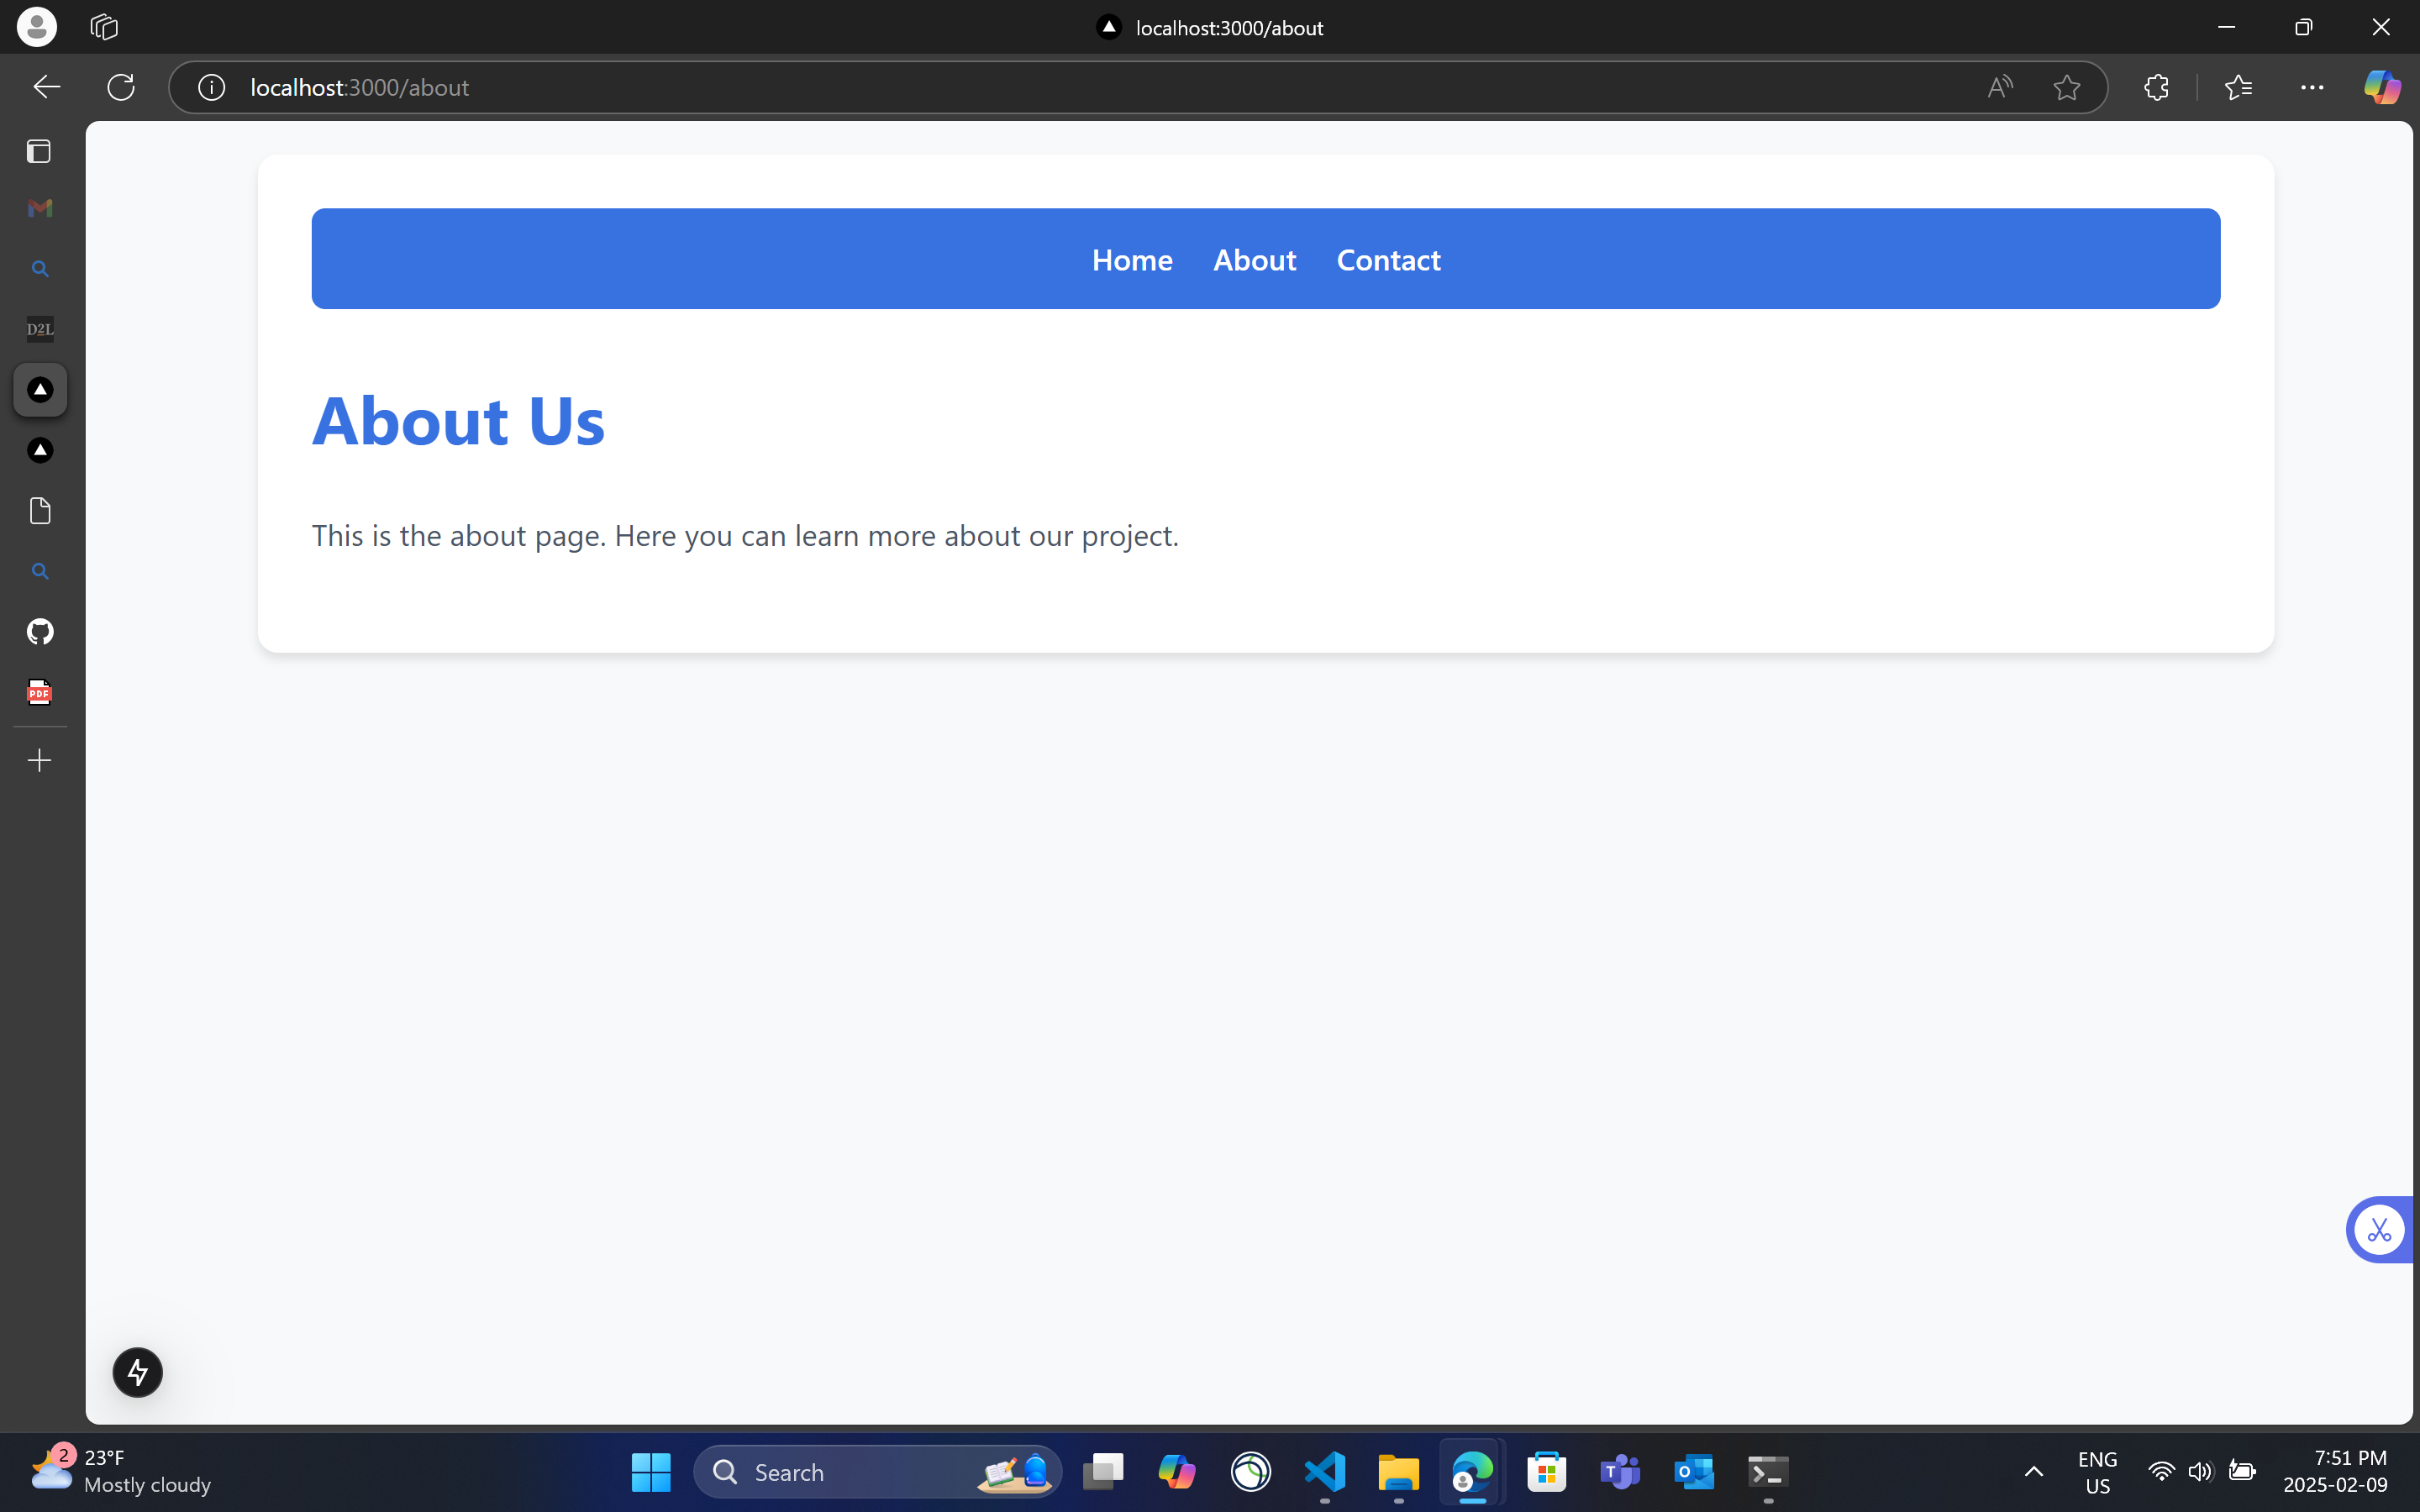 localhost:3000/about
localhost:3000/about
D2L
PDF
Home About Contact
About Us
This is the about page. Here you can learn more about our project.
2
23°F
Mostly cloudy
Search
ENG
US
7:51 PM
2025-02-09